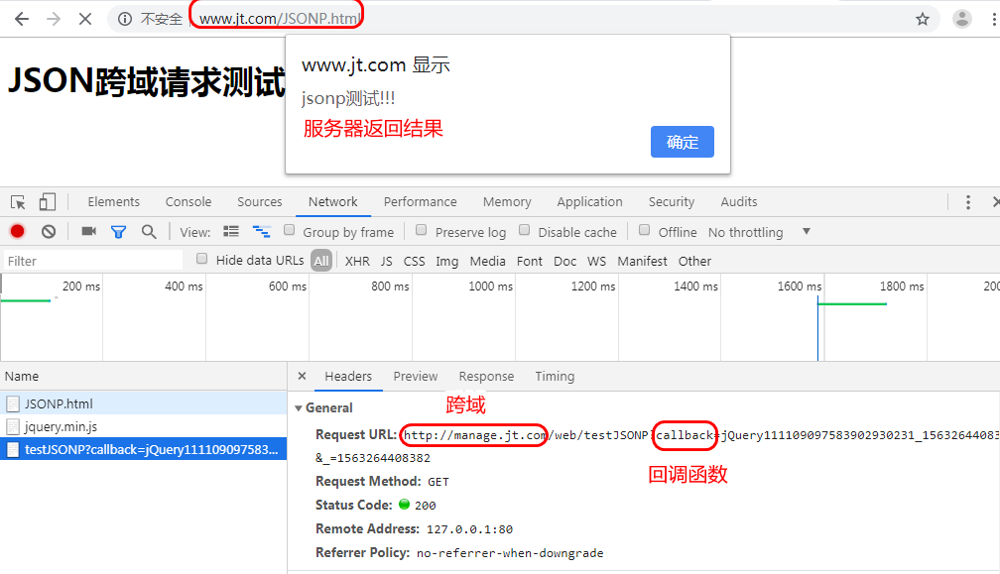 不安全 www.jt.com/JSONP.html
JSON跨域请求测试
www.jt.com 显示
jsonp测试!!!
服务器返回结果
确定
Elements Console Sources Network Performance Memory Application Security Audits
View: Group by frame Preserve log Disable cache Offline No throttling
Filter Hide data URLs All XHR JS CSS Img Media Font Doc WS Manifest Other
200 ms 400 ms 600 ms 800 ms 1000 ms 1200 ms 1400 ms 1600 ms 1800 ms 200
Name
JSONP.html
jquery.min.js
testJSONP?callback=jQuery111109097583...
Headers Preview Response Timing
General
跨域
Request URL: http://manage.jt.com/web/testJSONP?callback=jQuery111109097583902930231_15632644083
&_=1563264408382
回调函数
Request Method: GET
Status Code: 200
Remote Address: 127.0.0.1:80
Referrer Policy: no-referrer-when-downgrade